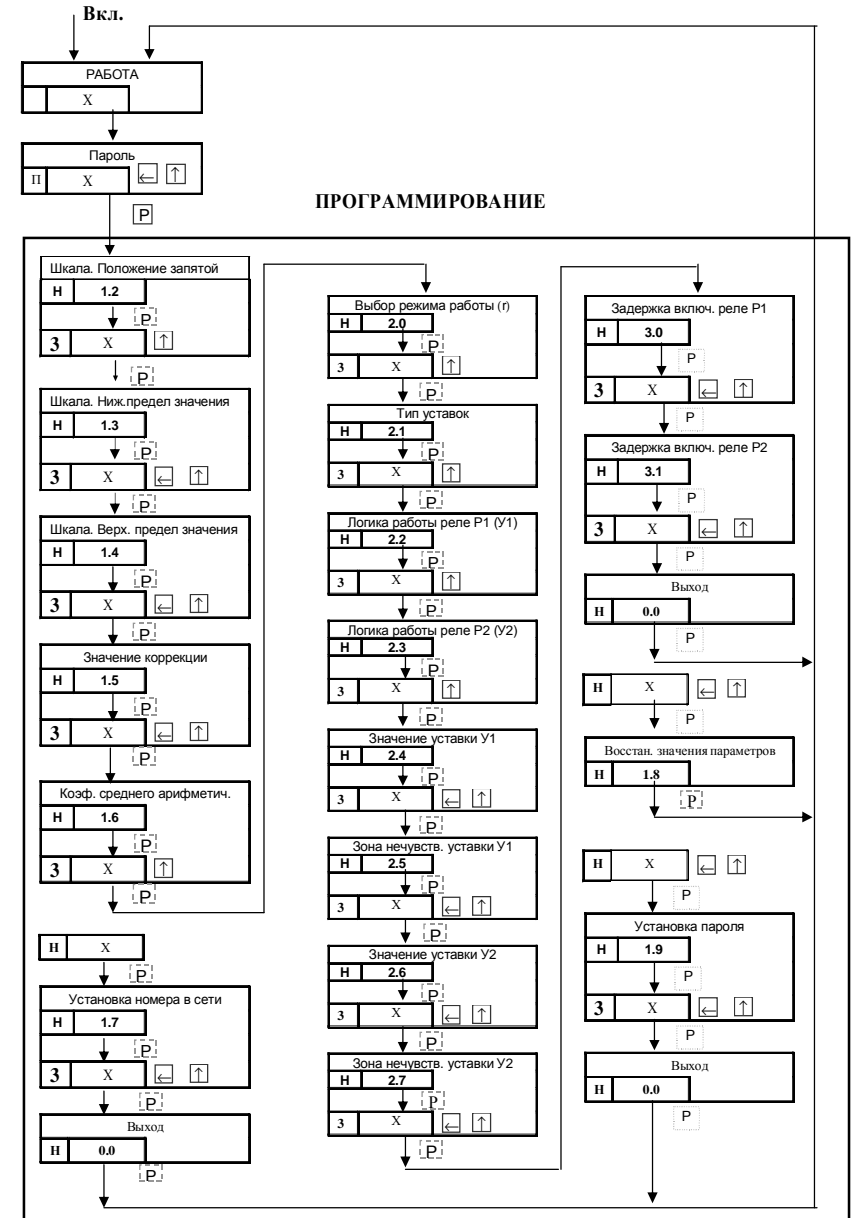 Вкл.
РАБОТА
X
Пароль
П X ← ↑
P
ПРОГРАММИРОВАНИЕ
Шкала. Положение запятой
Н 1.2
P
З X ↑
P
Шкала. Ниж.предел значения
Н 1.3
P
З X ← ↑
P
Шкала. Верх. предел значения
Н 1.4
P
З X ← ↑
P
Значение коррекции
Н 1.5
P
З X ← ↑
P
Коэф. среднего арифметич.
Н 1.6
P
З X ↑
P
Н X
P
Установка номера в сети
Н 1.7
P
З X ← ↑
P
Выход
Н 0.0
P
Выбор режима работы (r)
Н 2.0
P
З X ↑
P
Тип уставок
Н 2.1
P
З X ↑
P
Логика работы реле Р1 (У1)
Н 2.2
P
З X ↑
P
Логика работы реле Р2 (У2)
Н 2.3
P
З X ↑
P
Значение уставки У1
Н 2.4
P
З X ← ↑
P
Зона нечувств. уставки У1
Н 2.5
P
З X ← ↑
P
Значение уставки У2
Н 2.6
P
З X ← ↑
P
Зона нечувств. уставки У2
Н 2.7
P
З X ← ↑
P
Задержка включ. реле Р1
Н 3.0
P
З X ← ↑
P
Задержка включ. реле Р2
Н 3.1
P
З X ← ↑
P
Выход
Н 0.0
P
Н X ← ↑
P
Восстан. значения параметров
Н 1.8
P
Н X ← ↑
P
Установка пароля
Н 1.9
P
З X ← ↑
P
Выход
Н 0.0
P